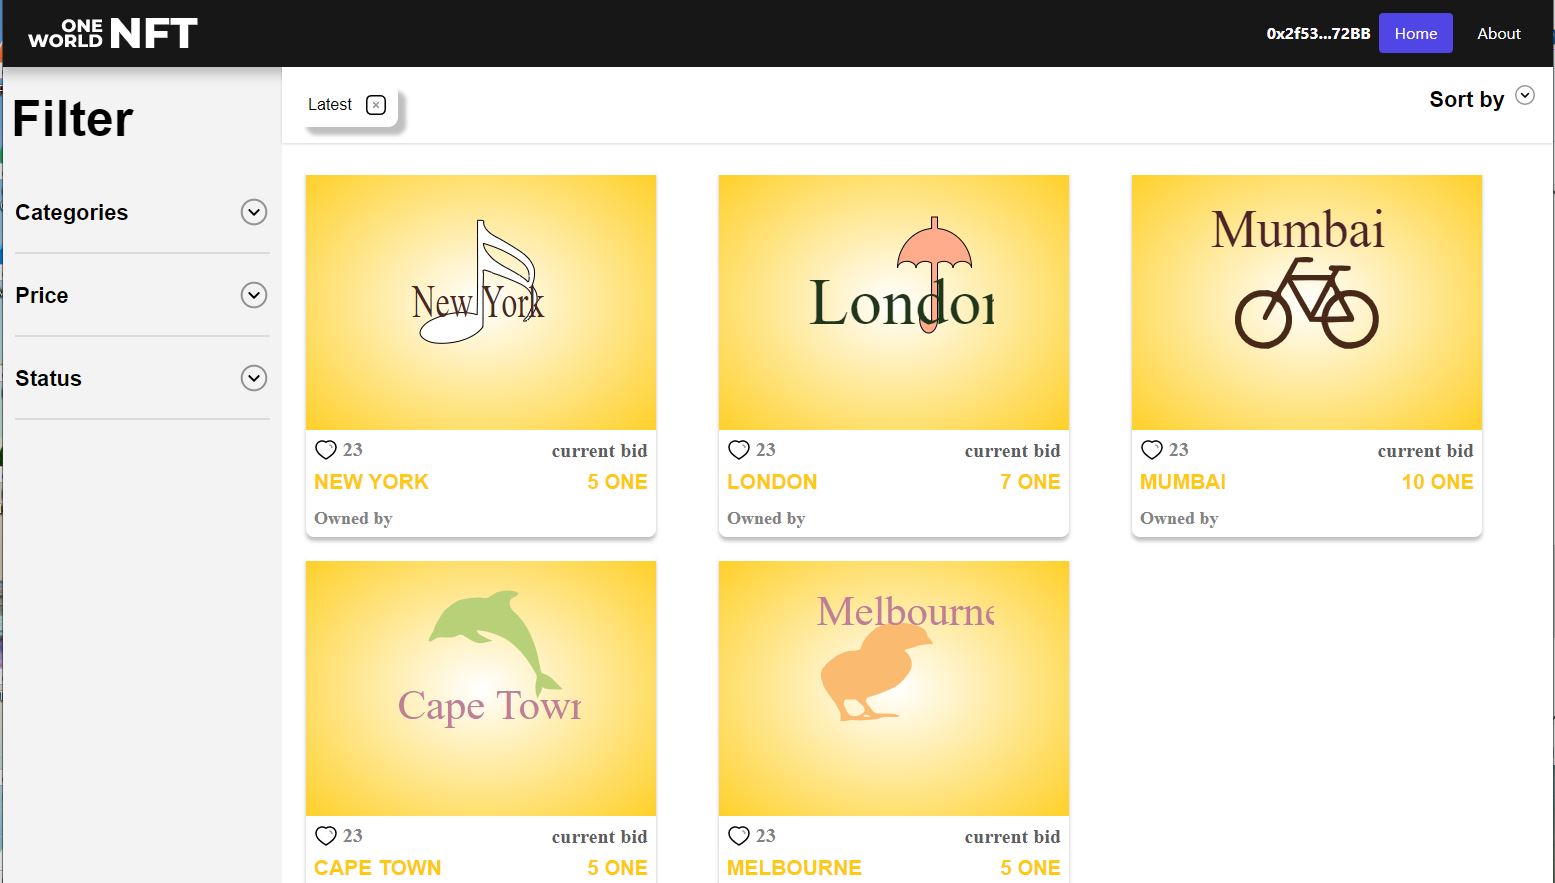 ONE
WORLD NFT
0x2f53...72BB Home About
Filter
Latest
Sort by
Categories
Price
Status
New York
London
Mumbai
23 current bid
NEW YORK 5 ONE
Owned by
23 current bid
LONDON 7 ONE
Owned by
23 current bid
MUMBAI 10 ONE
Owned by
Cape Town
Melbourne
23 current bid
CAPE TOWN 5 ONE
23 current bid
MELBOURNE 5 ONE